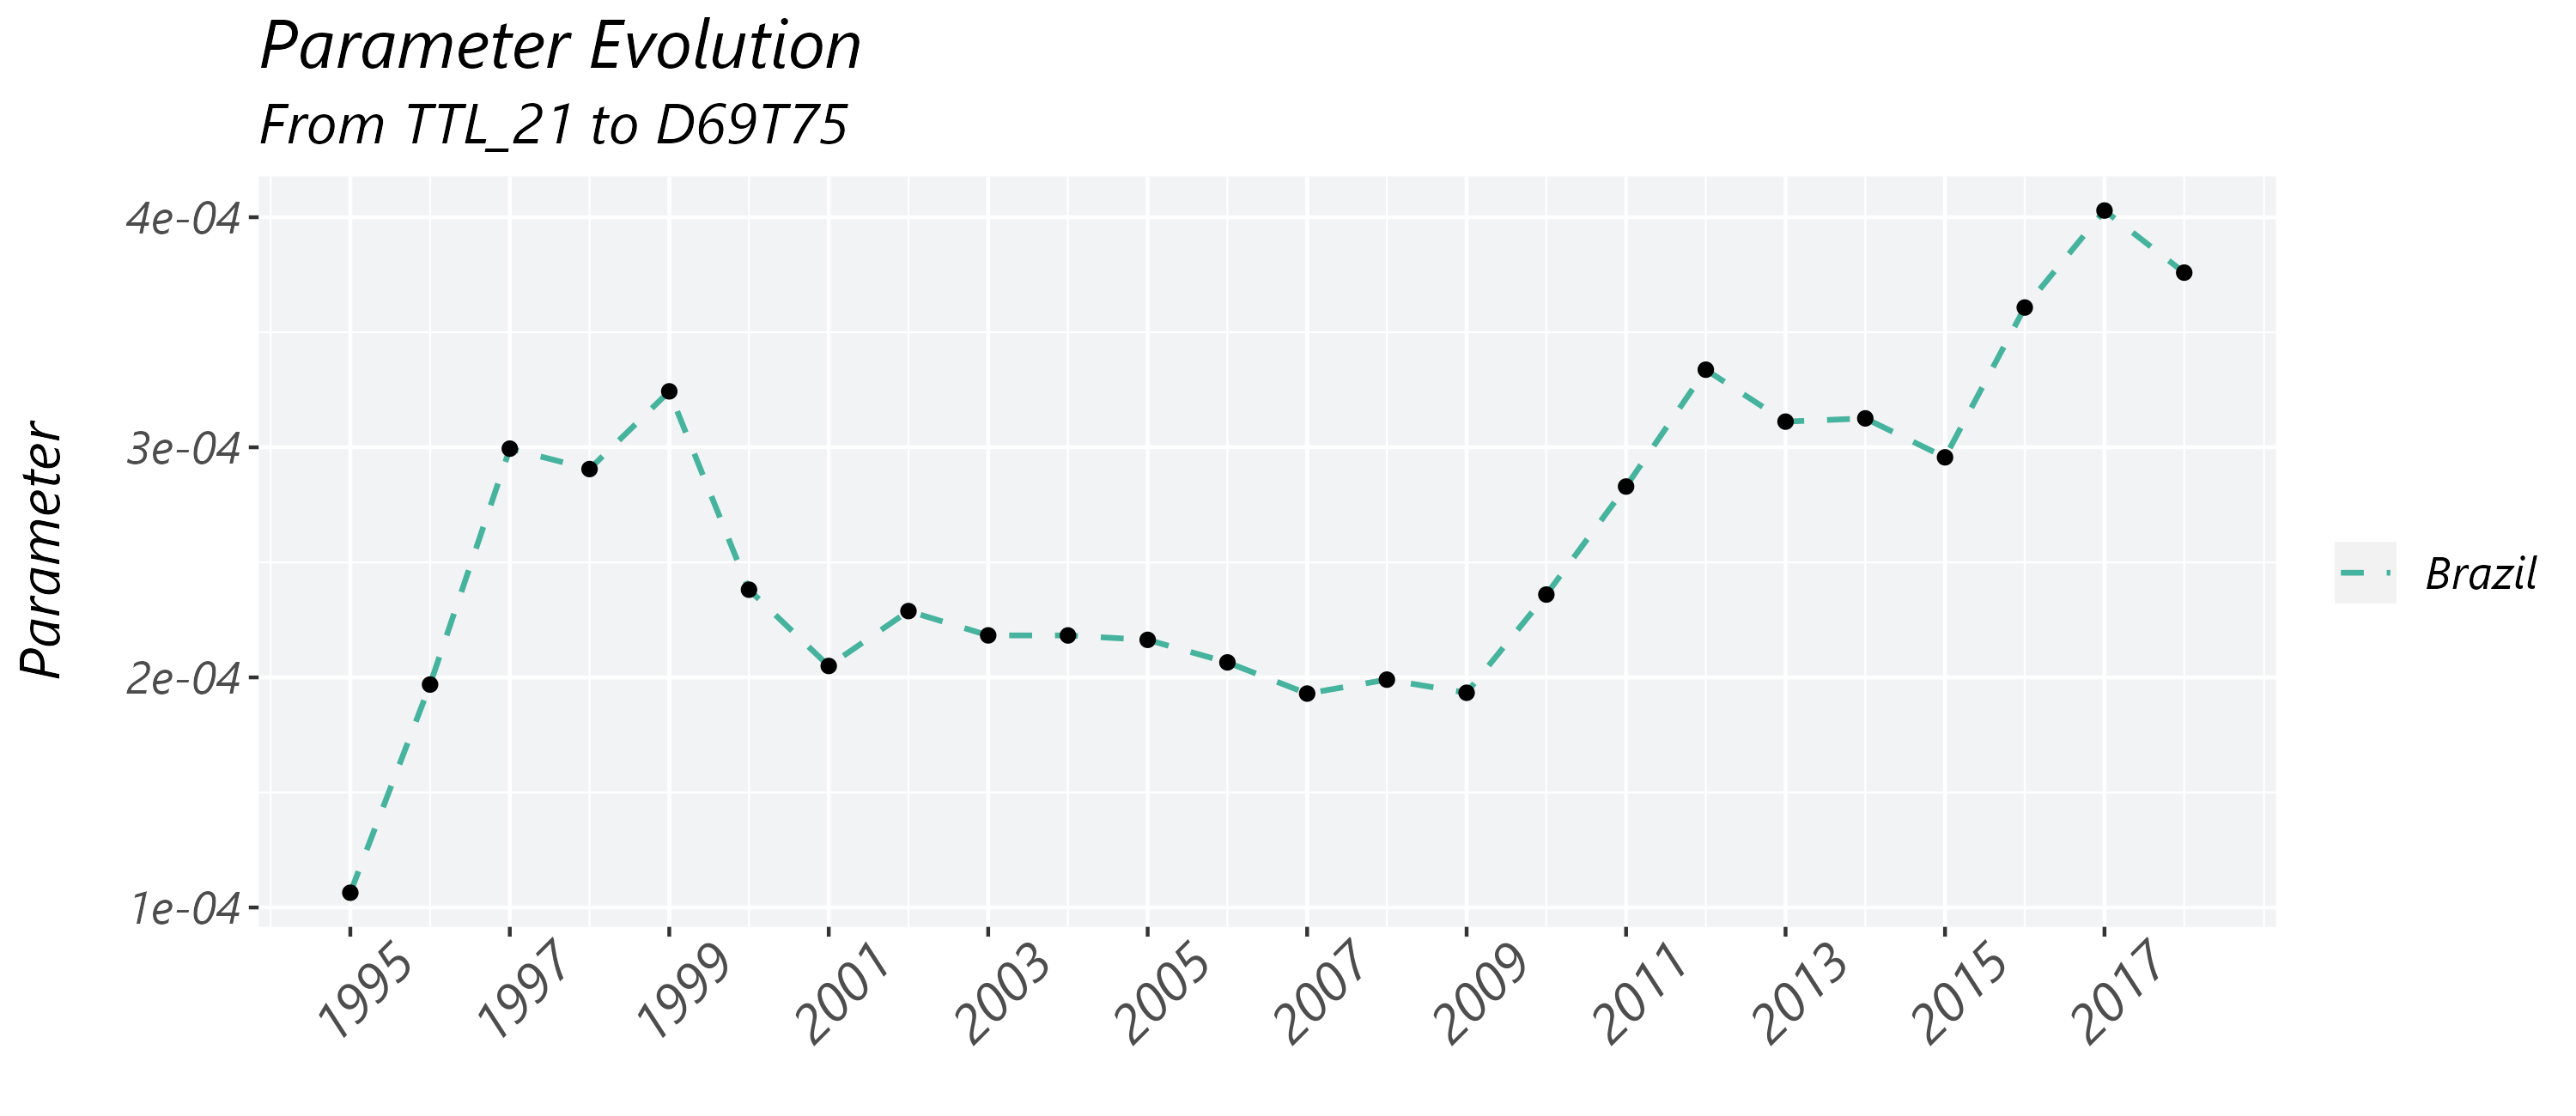 Parameter Evolution
From TTL_21 to D69T75
Parameter
4e-04
3e-04
2e-04
1e-04
1995
1997
1999
2001
2003
2005
2007
2009
2011
2013
2015
2017
Brazil